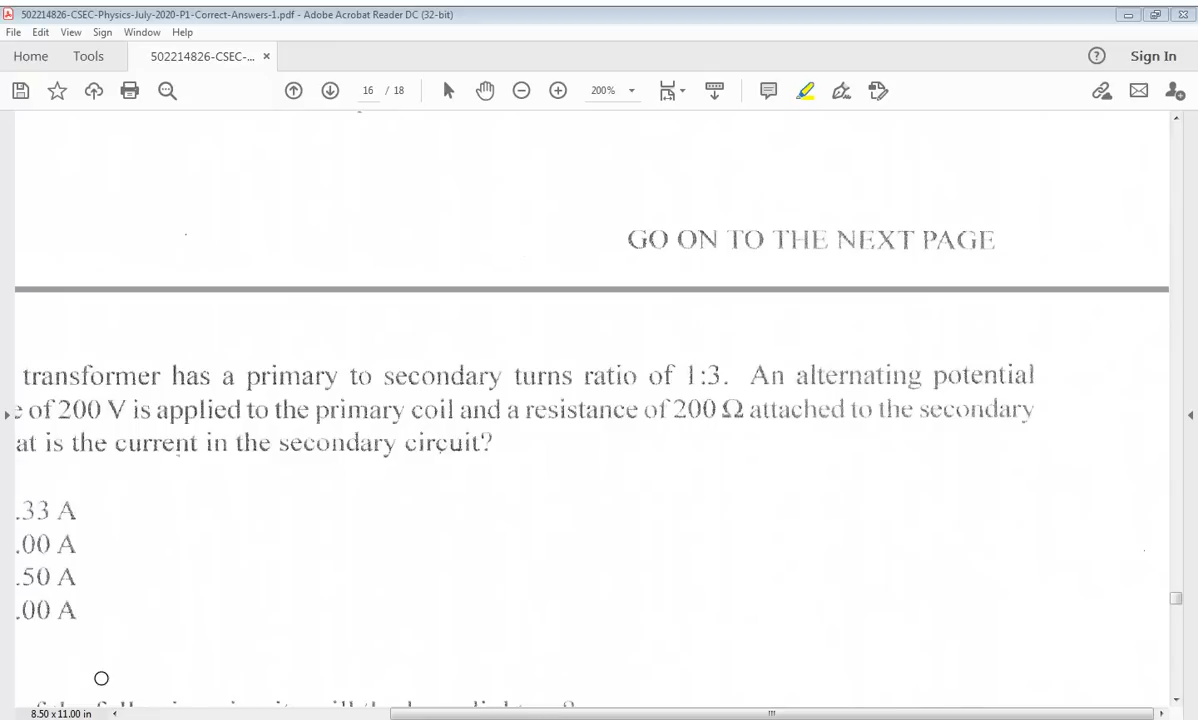 502214826-CSEC-Physics-July-2020-P1-Correct-Answers-1.pdf - Adobe Acrobat Reader DC (32-bit)
File Edit View Sign Window Help
Home Tools 502214826-CSEC-... × ? Sign In
16 / 18 200%
GO ON TO THE NEXT PAGE
transformer has a primary to secondary turns ratio of 1:3. An alternating potential
e of 200 V is applied to the primary coil and a resistance of 200 Ω attached to the secondary
at is the current in the secondary circuit?
.33 A
.00 A
.50 A
.00 A
8.50 x 11.00 in